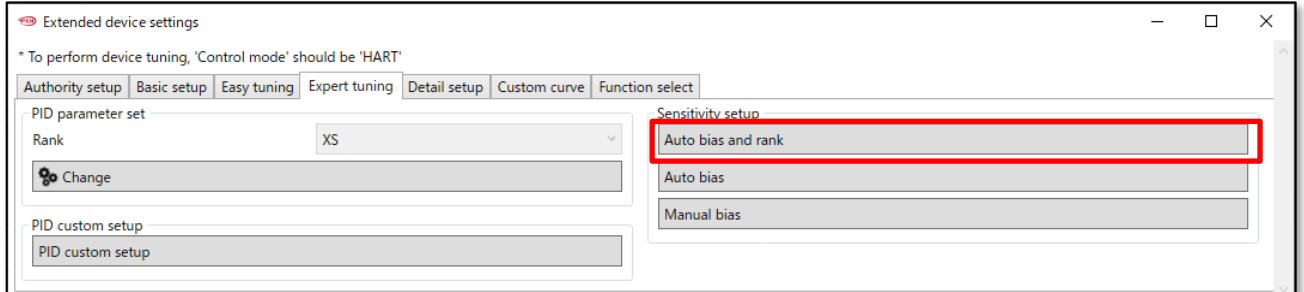 Extended device settings
* To perform device tuning, 'Control mode' should be 'HART'
Authority setup Basic setup Easy tuning Expert tuning Detail setup Custom curve Function select
PID parameter set
Rank XS
Change
PID custom setup
PID custom setup
Sensitivity setup
Auto bias and rank
Auto bias
Manual bias